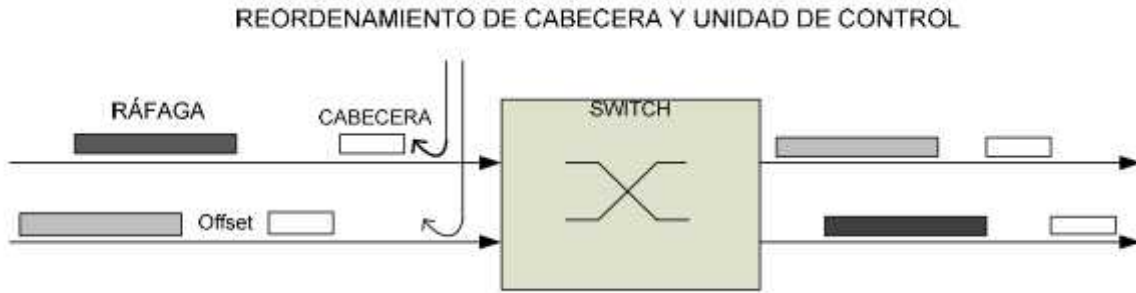 REORDENAMIENTO DE CABECERA Y UNIDAD DE CONTROL
RÁFAGA
CABECERA
SWITCH
Offset